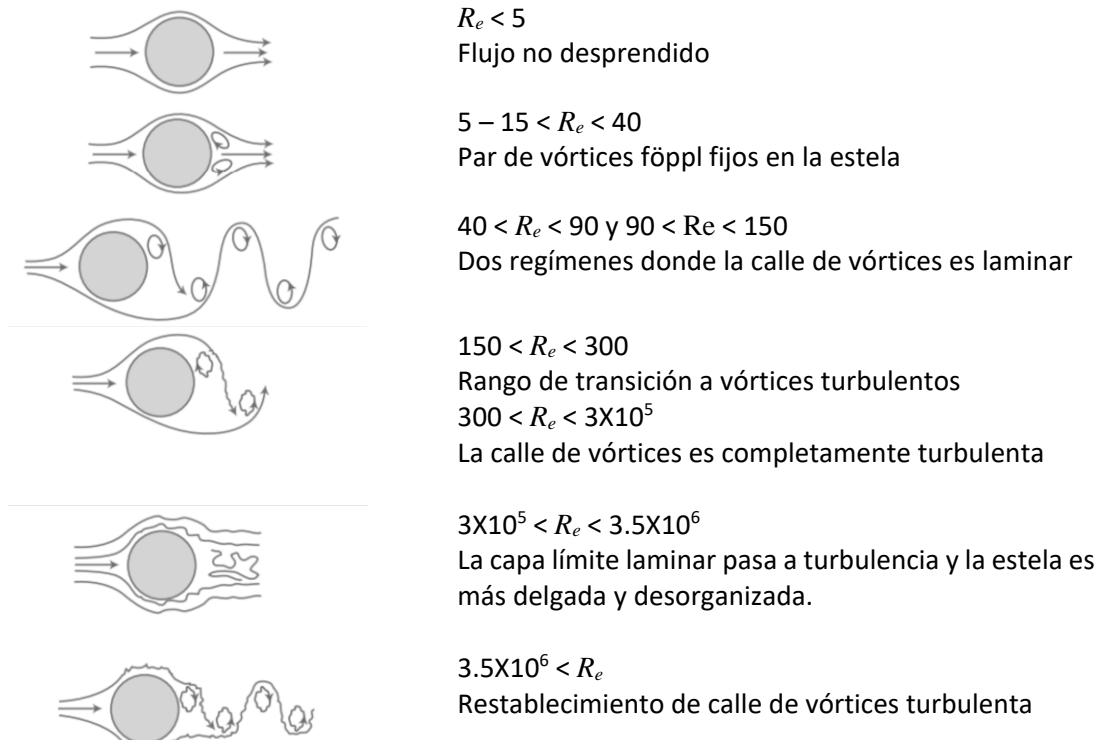 Re < 5
Flujo no desprendido
5 – 15 < Re < 40
Par de vórtices föppl fijos en la estela
40 < Re < 90 y 90 < Re < 150
Dos regímenes donde la calle de vórtices es laminar
150 < Re < 300
Rango de transición a vórtices turbulentos
300 < Re < 3X10⁵
La calle de vórtices es completamente turbulenta
3X10⁵ < Re < 3.5X10⁶
La capa límite laminar pasa a turbulencia y la estela es
más delgada y desorganizada.
3.5X10⁶ < Re
Restablecimiento de calle de vórtices turbulenta